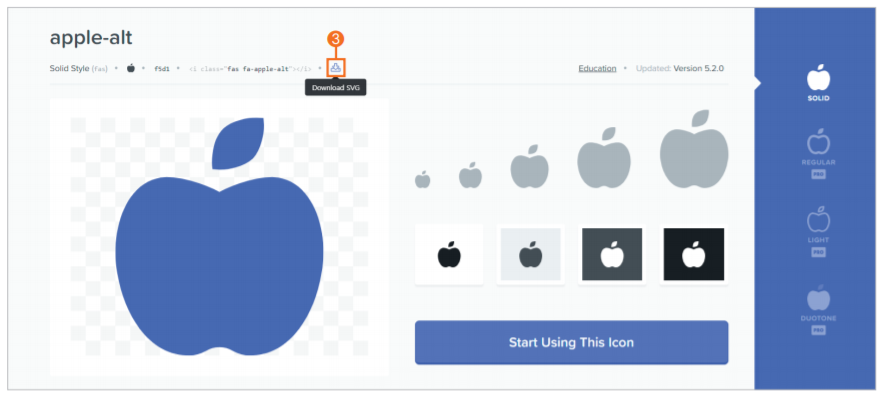 apple-alt
3
Solid Style (fas) • • f5d1 • <i class="fas fa-apple-alt"></i> •
Education • Updated: Version 5.2.0
Download SVG
SOLID
REGULAR
PRO
LIGHT
PRO
DUOTONE
PRO
Start Using This Icon